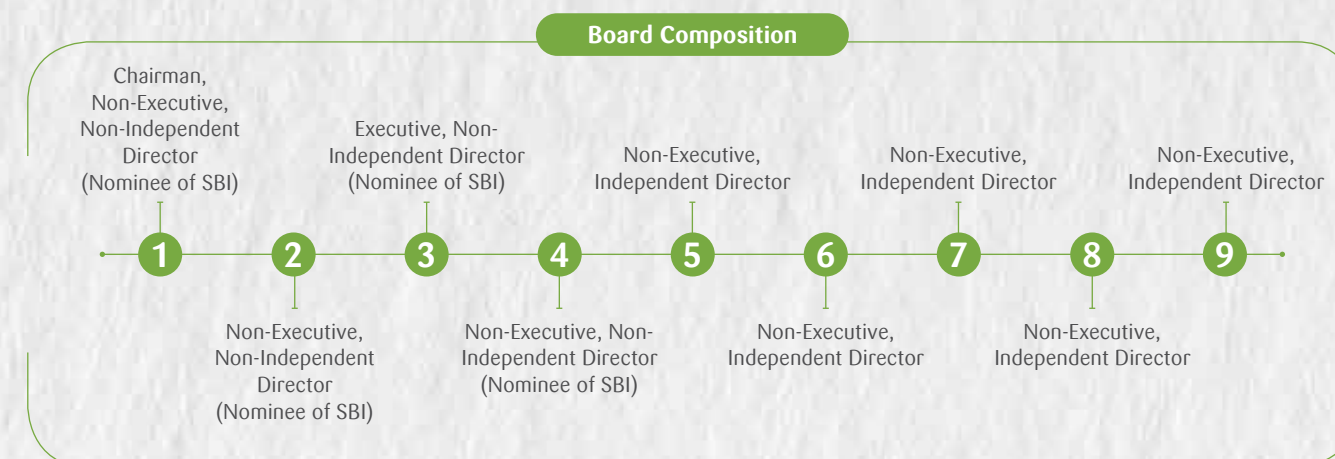 Board Composition
Chairman,
Non-Executive,
Non-Independent
Director
(Nominee of SBI)
1
Non-Executive,
Non-Independent
Director
(Nominee of SBI)
2
Executive, Non-
Independent Director
(Nominee of SBI)
3
Non-Executive, Non-
Independent Director
(Nominee of SBI)
4
Non-Executive,
Independent Director
5
Non-Executive,
Independent Director
6
Non-Executive,
Independent Director
7
Non-Executive,
Independent Director
8
Non-Executive,
Independent Director
9